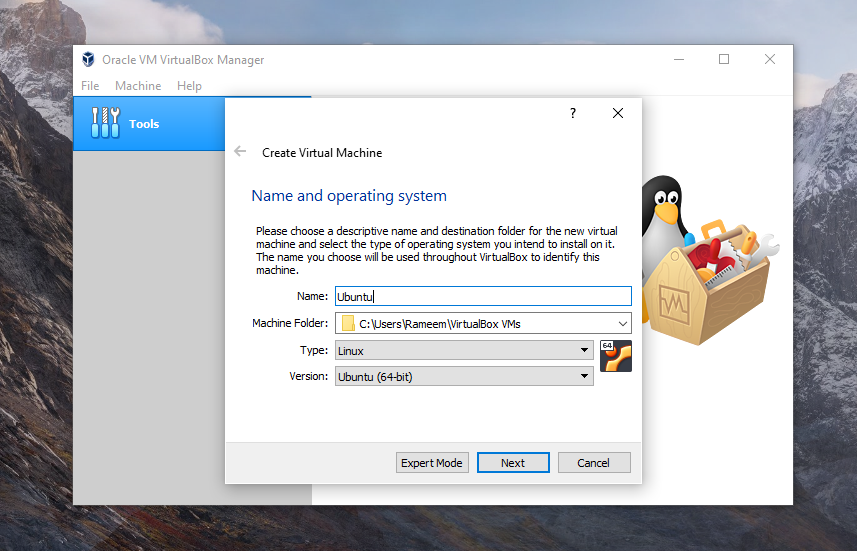 Oracle VM VirtualBox Manager
File Machine Help
Tools
?
Create Virtual Machine
Name and operating system
Please choose a descriptive name and destination folder for the new virtual
machine and select the type of operating system you intend to install on it.
The name you choose will be used throughout VirtualBox to identify this
machine.
Name: Ubuntu
Machine Folder: C:\Users\Rameem\VirtualBox VMs
Type: Linux
64
Version: Ubuntu (64-bit)
Expert Mode Next Cancel